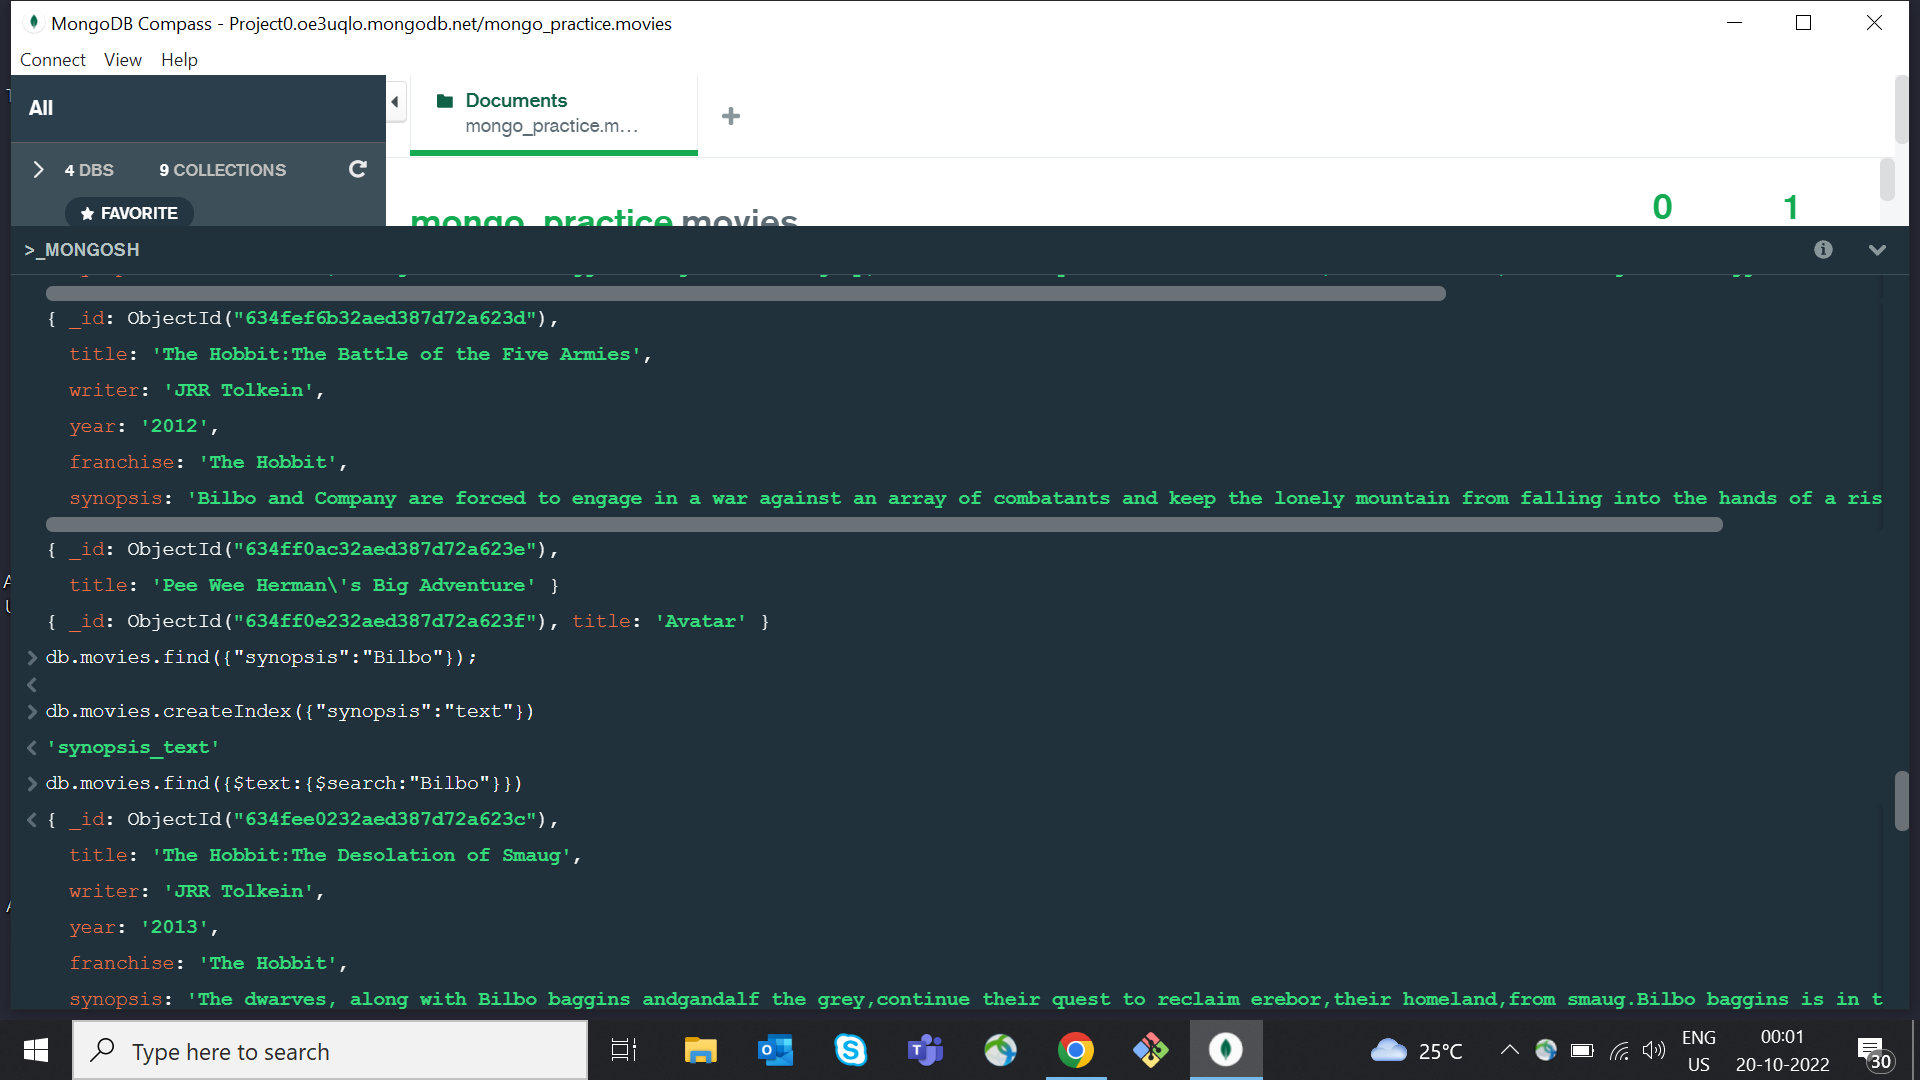 MongoDB Compass - Project0.oe3uqlo.mongodb.net/mongo_practice.movies
Connect View Help
All
Documents
mongo_practice.m...
4 DBS 9 COLLECTIONS
FAVORITE
mongo_practice.movies
0 1
>_MONGOSH
{ _id: ObjectId("634fef6b32aed387d72a623d"),
title: 'The Hobbit:The Battle of the Five Armies',
writer: 'JRR Tolkein',
year: '2012',
franchise: 'The Hobbit',
synopsis: 'Bilbo and Company are forced to engage in a war against an array of combatants and keep the lonely mountain from falling into the hands of a ris
{ _id: ObjectId("634ff0ac32aed387d72a623e"),
title: 'Pee Wee Herman\'s Big Adventure' }
{ _id: ObjectId("634ff0e232aed387d72a623f"), title: 'Avatar' }
> db.movies.find({"synopsis":"Bilbo"});
<
> db.movies.createIndex({"synopsis":"text"})
< 'synopsis_text'
> db.movies.find({$text:{$search:"Bilbo"}})
< { _id: ObjectId("634fee0232aed387d72a623c"),
title: 'The Hobbit:The Desolation of Smaug',
writer: 'JRR Tolkein',
year: '2013',
franchise: 'The Hobbit',
synopsis: 'The dwarves, along with Bilbo baggins andgandalf the grey,continue their quest to reclaim erebor,their homeland,from smaug.Bilbo baggins is in t
Type here to search
25°C
ENG
US
00:01
20-10-2022
30